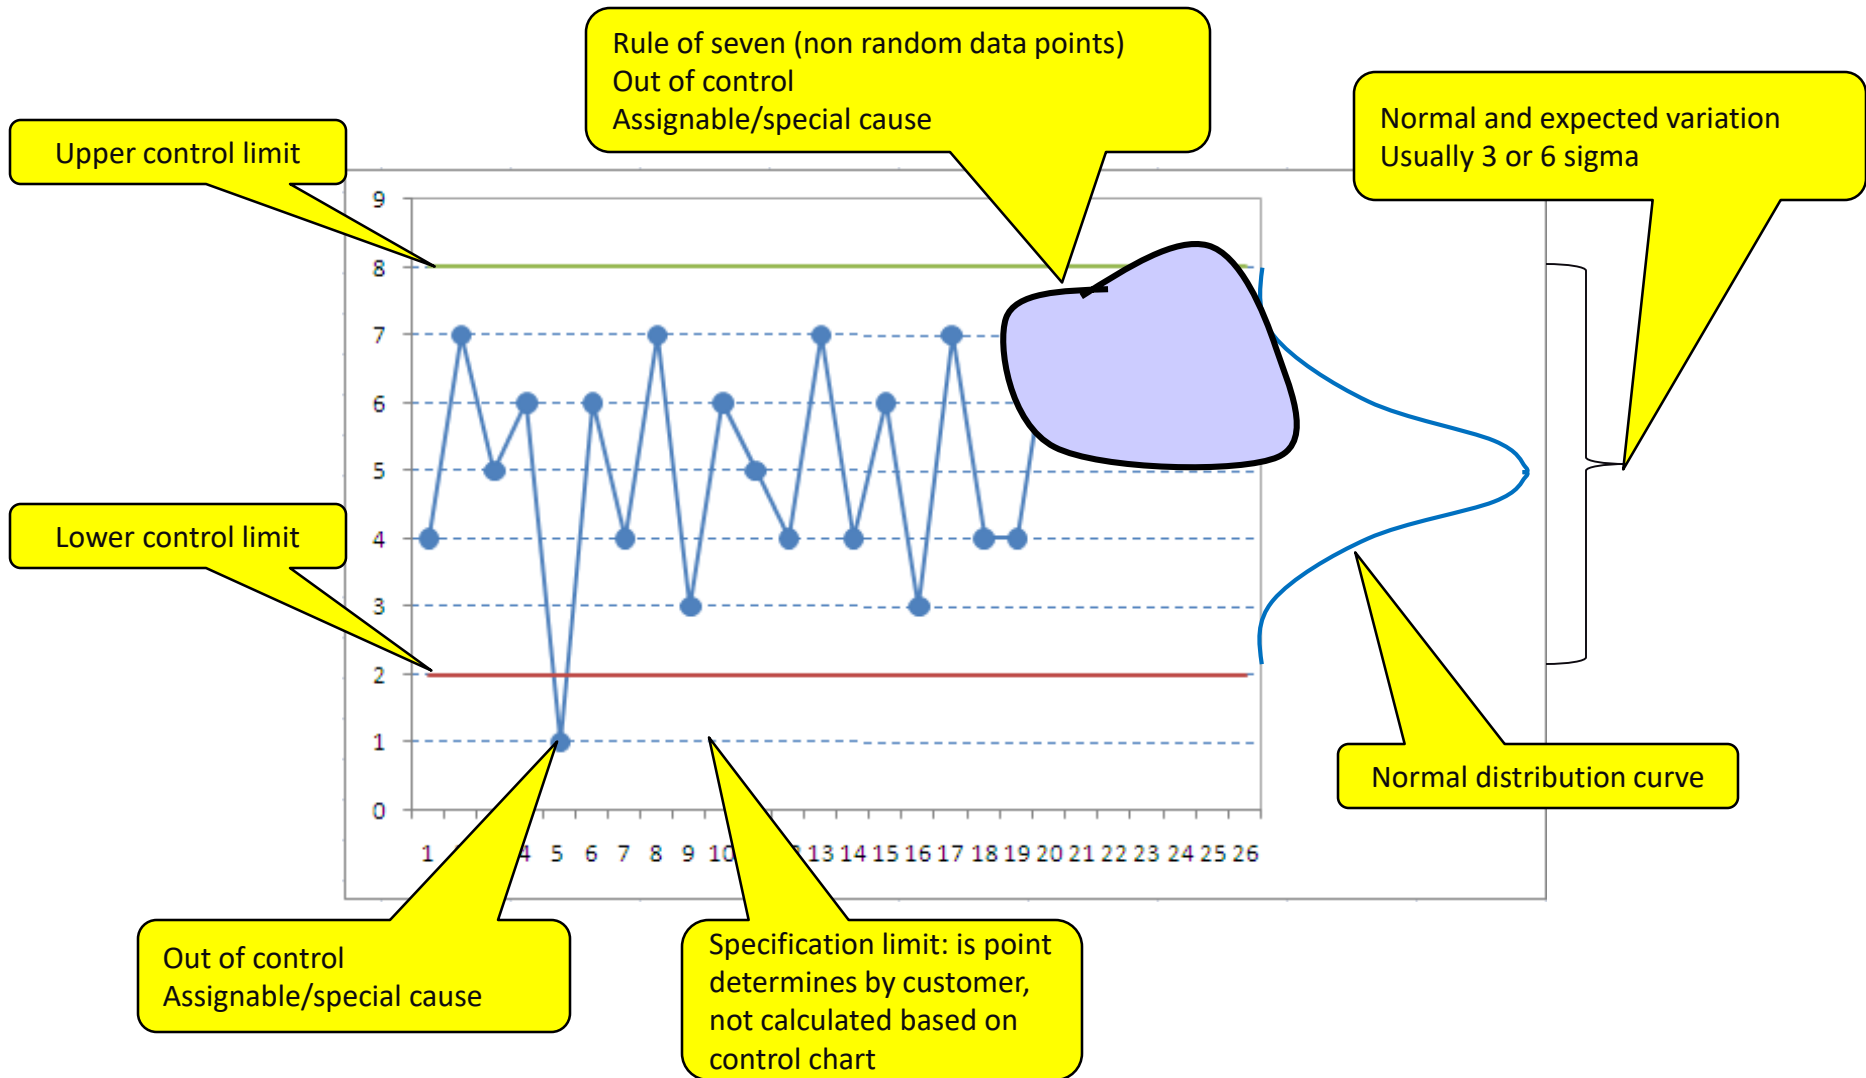 Rule of seven (non random data points)
Out of control
Assignable/special cause
Normal and expected variation
Usually 3 or 6 sigma
Upper control limit
9
8
7
6
5
Lower control limit
4
3
2
1
Normal distribution curve
0
1 4 5 6 7 8 9 10 13 14 15 16 17 18 19 20 21 22 23 24 25 26
Out of control
Assignable/special cause
Specification limit: is point
determines by customer,
not calculated based on
control chart